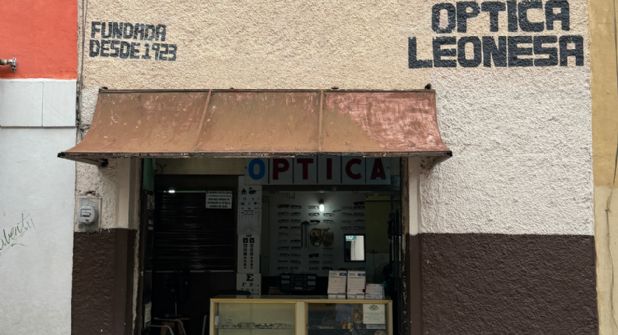 FUNDADA
DESDE 1923
OPTICA
LEONESA
OPTICA